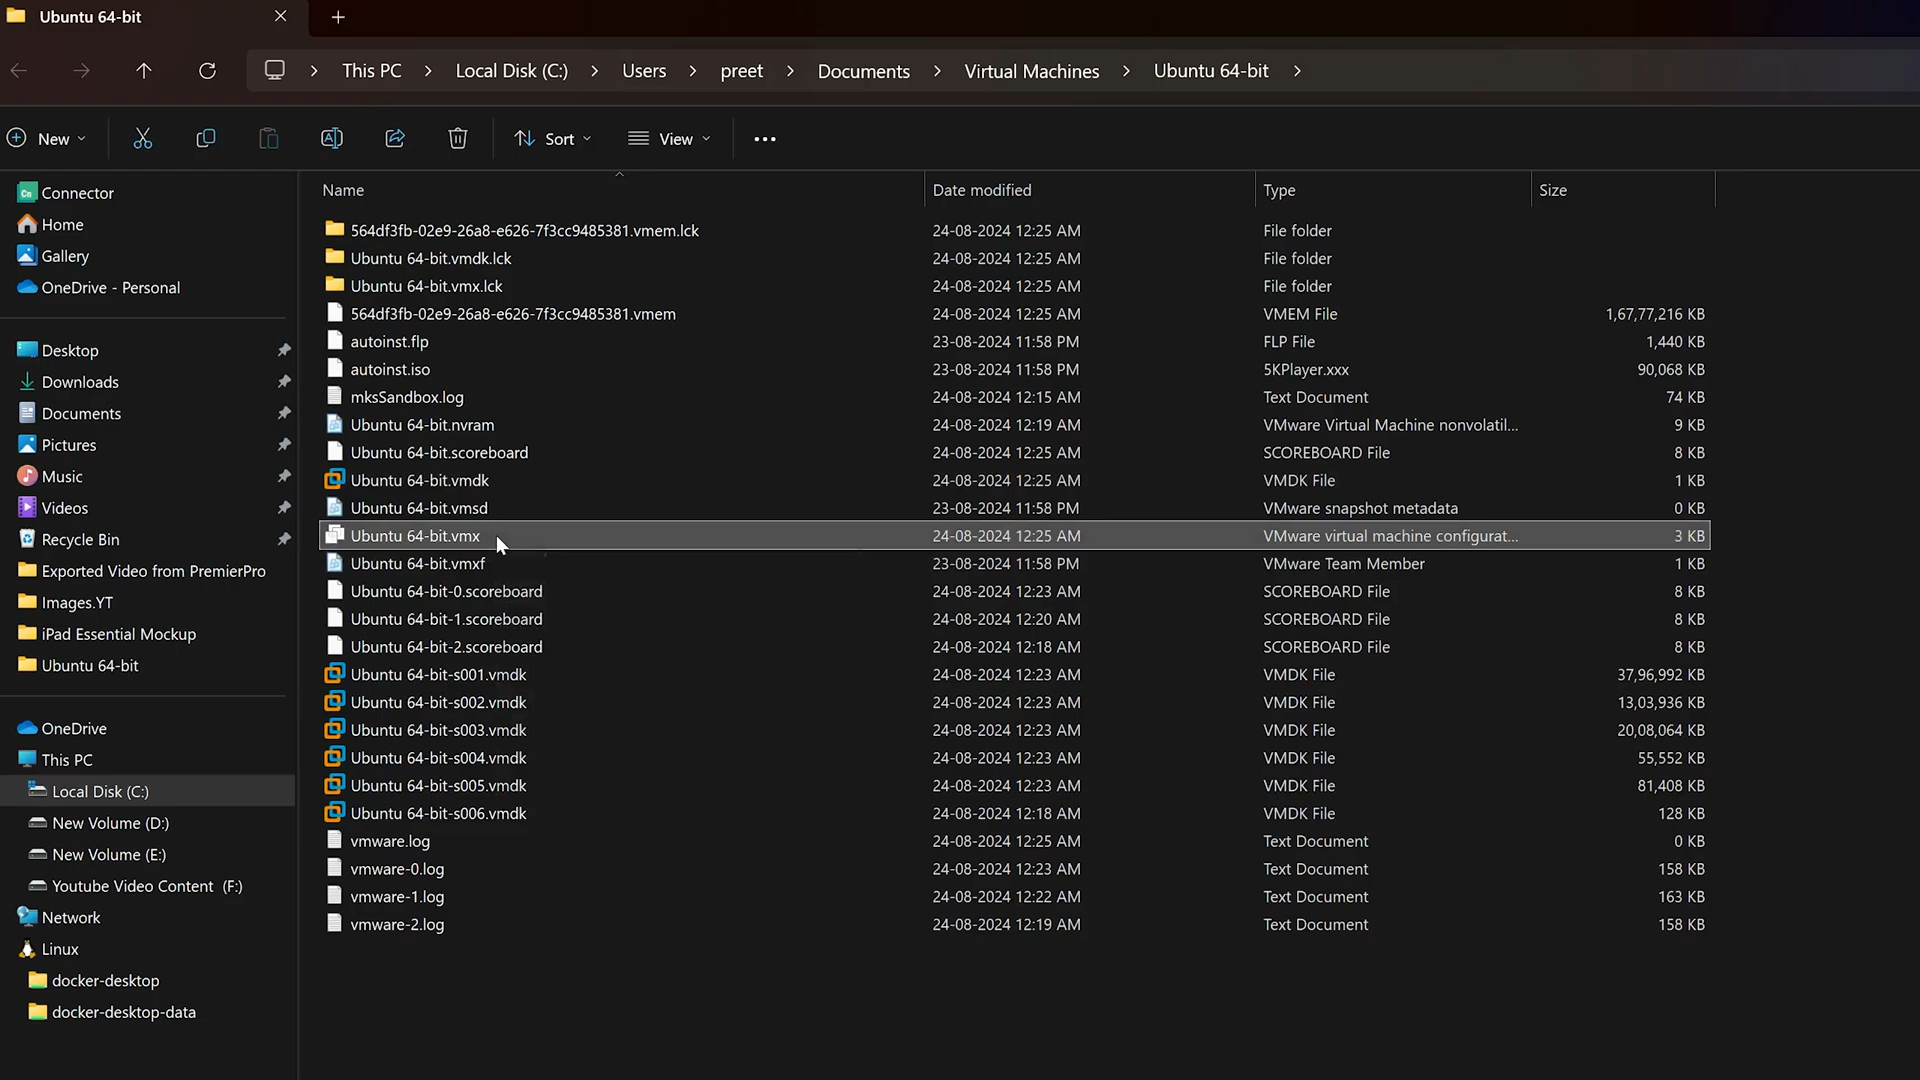 Ubuntu 64-bit
This PC > Local Disk (C:) > Users > preet > Documents > Virtual Machines > Ubuntu 64-bit >
New Sort View ...
Name Date modified Type Size
564df3fb-02e9-26a8-e626-7f3cc9485381.vmem.lck 24-08-2024 12:25 AM File folder
Ubuntu 64-bit.vmdk.lck 24-08-2024 12:25 AM File folder
Ubuntu 64-bit.vmx.lck 24-08-2024 12:25 AM File folder
564df3fb-02e9-26a8-e626-7f3cc9485381.vmem 24-08-2024 12:25 AM VMEM File 1,67,77,216 KB
autoinst.flp 23-08-2024 11:58 PM FLP File 1,440 KB
autoinst.iso 23-08-2024 11:58 PM 5KPlayer.xxx 90,068 KB
mksSandbox.log 24-08-2024 12:15 AM Text Document 74 KB
Ubuntu 64-bit.nvram 24-08-2024 12:19 AM VMware Virtual Machine nonvolatil... 9 KB
Ubuntu 64-bit.scoreboard 24-08-2024 12:25 AM SCOREBOARD File 8 KB
Ubuntu 64-bit.vmdk 24-08-2024 12:25 AM VMDK File 1 KB
Ubuntu 64-bit.vmsd 23-08-2024 11:58 PM VMware snapshot metadata 0 KB
Ubuntu 64-bit.vmx 24-08-2024 12:25 AM VMware virtual machine configurat... 3 KB
Ubuntu 64-bit.vmxf 23-08-2024 11:58 PM VMware Team Member 1 KB
Ubuntu 64-bit-0.scoreboard 24-08-2024 12:23 AM SCOREBOARD File 8 KB
Ubuntu 64-bit-1.scoreboard 24-08-2024 12:20 AM SCOREBOARD File 8 KB
Ubuntu 64-bit-2.scoreboard 24-08-2024 12:18 AM SCOREBOARD File 8 KB
Ubuntu 64-bit-s001.vmdk 24-08-2024 12:23 AM VMDK File 37,96,992 KB
Ubuntu 64-bit-s002.vmdk 24-08-2024 12:23 AM VMDK File 13,03,936 KB
Ubuntu 64-bit-s003.vmdk 24-08-2024 12:23 AM VMDK File 20,08,064 KB
Ubuntu 64-bit-s004.vmdk 24-08-2024 12:23 AM VMDK File 55,552 KB
Ubuntu 64-bit-s005.vmdk 24-08-2024 12:23 AM VMDK File 81,408 KB
Ubuntu 64-bit-s006.vmdk 24-08-2024 12:18 AM VMDK File 128 KB
vmware.log 24-08-2024 12:25 AM Text Document 0 KB
vmware-0.log 24-08-2024 12:23 AM Text Document 158 KB
vmware-1.log 24-08-2024 12:22 AM Text Document 163 KB
vmware-2.log 24-08-2024 12:19 AM Text Document 158 KB
Cn Connector
Home
Gallery
OneDrive - Personal
Desktop
Downloads
Documents
Pictures
Music
Videos
Recycle Bin
Exported Video from PremierPro
Images.YT
iPad Essential Mockup
Ubuntu 64-bit
OneDrive
This PC
Local Disk (C:)
New Volume (D:)
New Volume (E:)
Youtube Video Content (F:)
Network
Linux
docker-desktop
docker-desktop-data